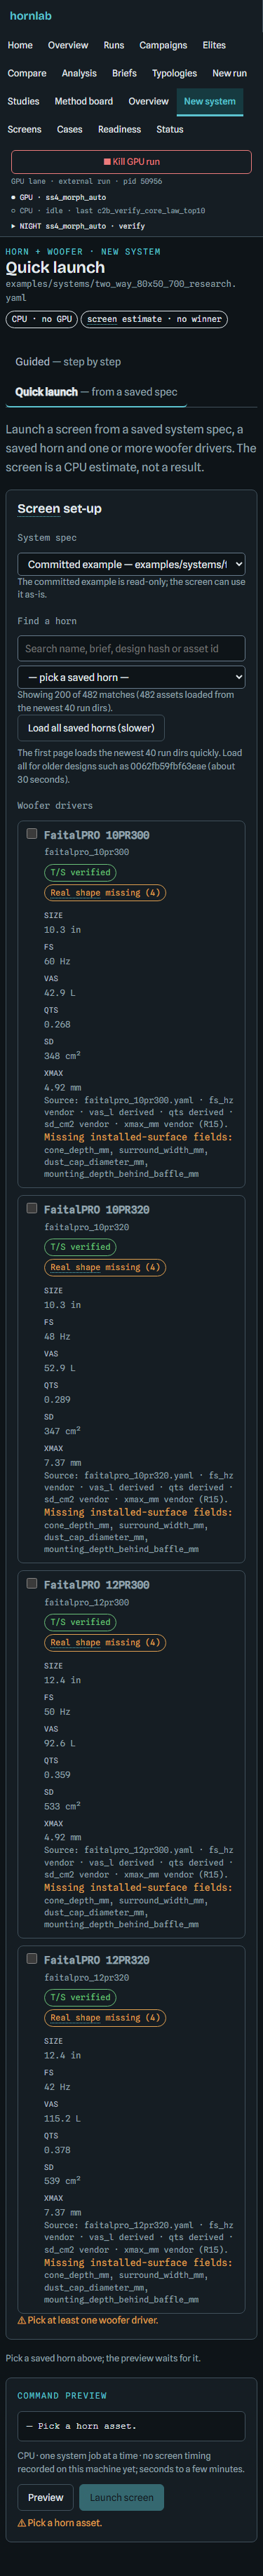 hornlab
Home Overview Runs Campaigns Elites
Compare Analysis Briefs Typologies New run
Studies Method board Overview New system
Screens Cases Readiness Status
Kill GPU run
GPU lane · external run · pid 50956
● GPU · ss4_morph_auto
○ CPU · idle · last c2b_verify_core_law_top10
▶ NIGHT ss4_morph_auto · verify
HORN + WOOFER · NEW SYSTEM
Quick launch
examples/systems/two_way_80x50_700_research.
yaml
CPU · no GPU screen estimate · no winner
Guided — step by step
Quick launch — from a saved spec
Launch a screen from a saved system spec, a
saved horn and one or more woofer drivers. The
screen is a CPU estimate, not a result.
Screen set-up
System spec
Committed example — examples/systems/
The committed example is read-only; the screen can use
it as-is.
Find a horn
Search name, brief, design hash or asset id
— pick a saved horn —
Showing 200 of 482 matches (482 assets loaded from
the newest 40 run dirs).
Load all saved horns (slower)
The first page loads the newest 40 run dirs quickly. Load
all for older designs such as 0062fb59fbf63eae (about
30 seconds).
Woofer drivers
FaitalPRO 10PR300
faitalpro_10pr300
T/S verified
Real shape missing (4)
SIZE
10.3 in
FS
60 Hz
VAS
42.9 L
QTS
0.268
SD
348 cm²
XMAX
4.92 mm
Source: faitalpro_10pr300.yaml · fs_hz
vendor · vas_l derived · qts derived ·
sd_cm2 vendor · xmax_mm vendor (R15).
Missing installed-surface fields:
cone_depth_mm, surround_width_mm,
dust_cap_diameter_mm,
mounting_depth_behind_baffle_mm
FaitalPRO 10PR320
faitalpro_10pr320
T/S verified
Real shape missing (4)
SIZE
10.3 in
FS
48 Hz
VAS
52.9 L
QTS
0.289
SD
347 cm²
XMAX
7.37 mm
Source: faitalpro_10pr320.yaml · fs_hz
vendor · vas_l derived · qts derived ·
sd_cm2 vendor · xmax_mm vendor (R15).
Missing installed-surface fields:
cone_depth_mm, surround_width_mm,
dust_cap_diameter_mm,
mounting_depth_behind_baffle_mm
FaitalPRO 12PR300
faitalpro_12pr300
T/S verified
Real shape missing (4)
SIZE
12.4 in
FS
50 Hz
VAS
92.6 L
QTS
0.359
SD
533 cm²
XMAX
4.92 mm
Source: faitalpro_12pr300.yaml · fs_hz
vendor · vas_l derived · qts derived ·
sd_cm2 vendor · xmax_mm vendor (R15).
Missing installed-surface fields:
cone_depth_mm, surround_width_mm,
dust_cap_diameter_mm,
mounting_depth_behind_baffle_mm
FaitalPRO 12PR320
faitalpro_12pr320
T/S verified
Real shape missing (4)
SIZE
12.4 in
FS
42 Hz
VAS
115.2 L
QTS
0.378
SD
539 cm²
XMAX
7.37 mm
Source: faitalpro_12pr320.yaml · fs_hz
vendor · vas_l derived · qts derived ·
sd_cm2 vendor · xmax_mm vendor (R15).
Missing installed-surface fields:
cone_depth_mm, surround_width_mm,
dust_cap_diameter_mm,
mounting_depth_behind_baffle_mm
⚠ Pick at least one woofer driver.
Pick a saved horn above; the preview waits for it.
COMMAND PREVIEW
— Pick a horn asset.
CPU · one system job at a time · no screen timing
recorded on this machine yet; seconds to a few minutes.
Preview Launch screen
⚠ Pick a horn asset.